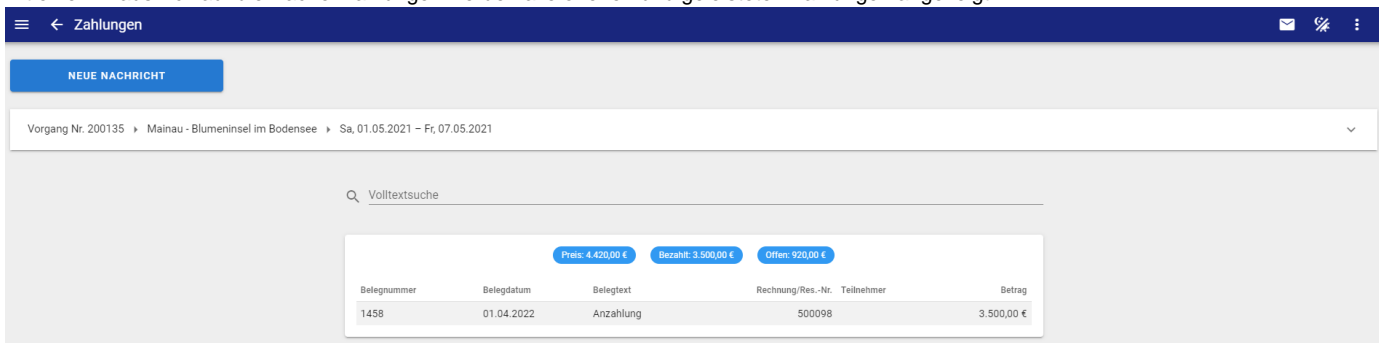 Zahlungen
NEUE NACHRICHT
Vorgang Nr. 200135 Mainau - Blumeninsel im Bodensee Sa, 01.05.2021 – Fr, 07.05.2021
Volltextsuche
Preis: 4.420,00 € Bezahlt: 3.500,00 € Offen: 920,00 €
Belegnummer Belegdatum Belegtext Rechnung/Res.-Nr. Teilnehmer Betrag
1458 01.04.2022 Anzahlung 500098 3.500,00 €